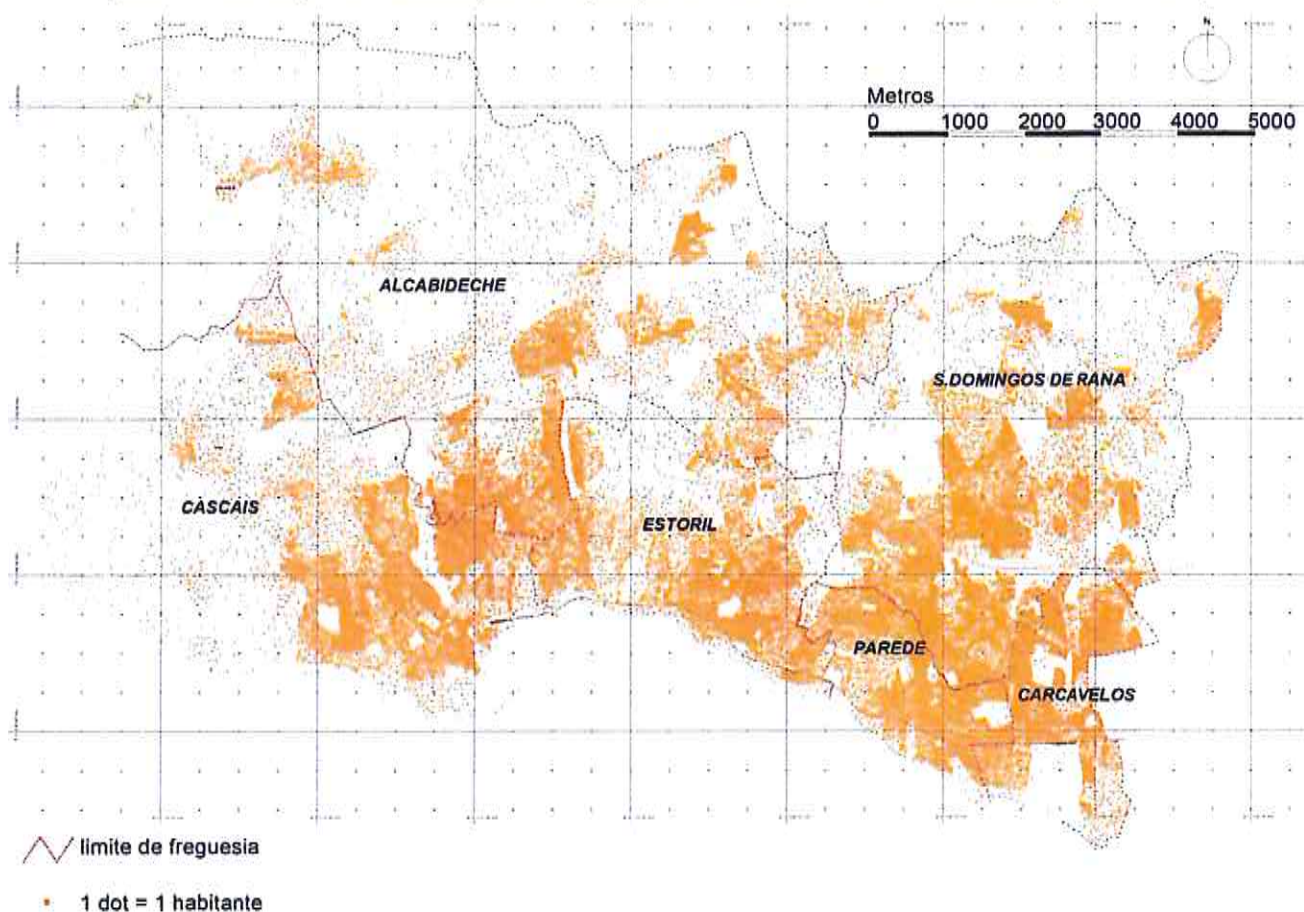 N
Metros
0 1000 2000 3000 4000 5000
ALCABIDECHE
S.DOMINGOS DE RANA
CASCAIS
ESTORIL
PAREDE
CARCAVELOS
limite de freguesia
1 dot = 1 habitante